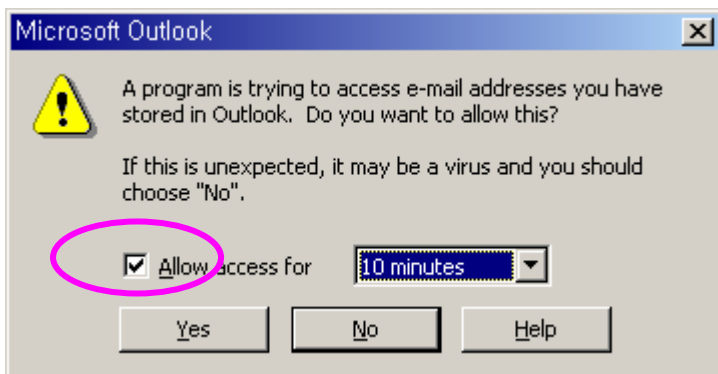 Microsoft Outlook
A program is trying to access e-mail addresses you have
stored in Outlook. Do you want to allow this?
If this is unexpected, it may be a virus and you should
choose "No".
Allow access for 10 minutes
Yes No Help